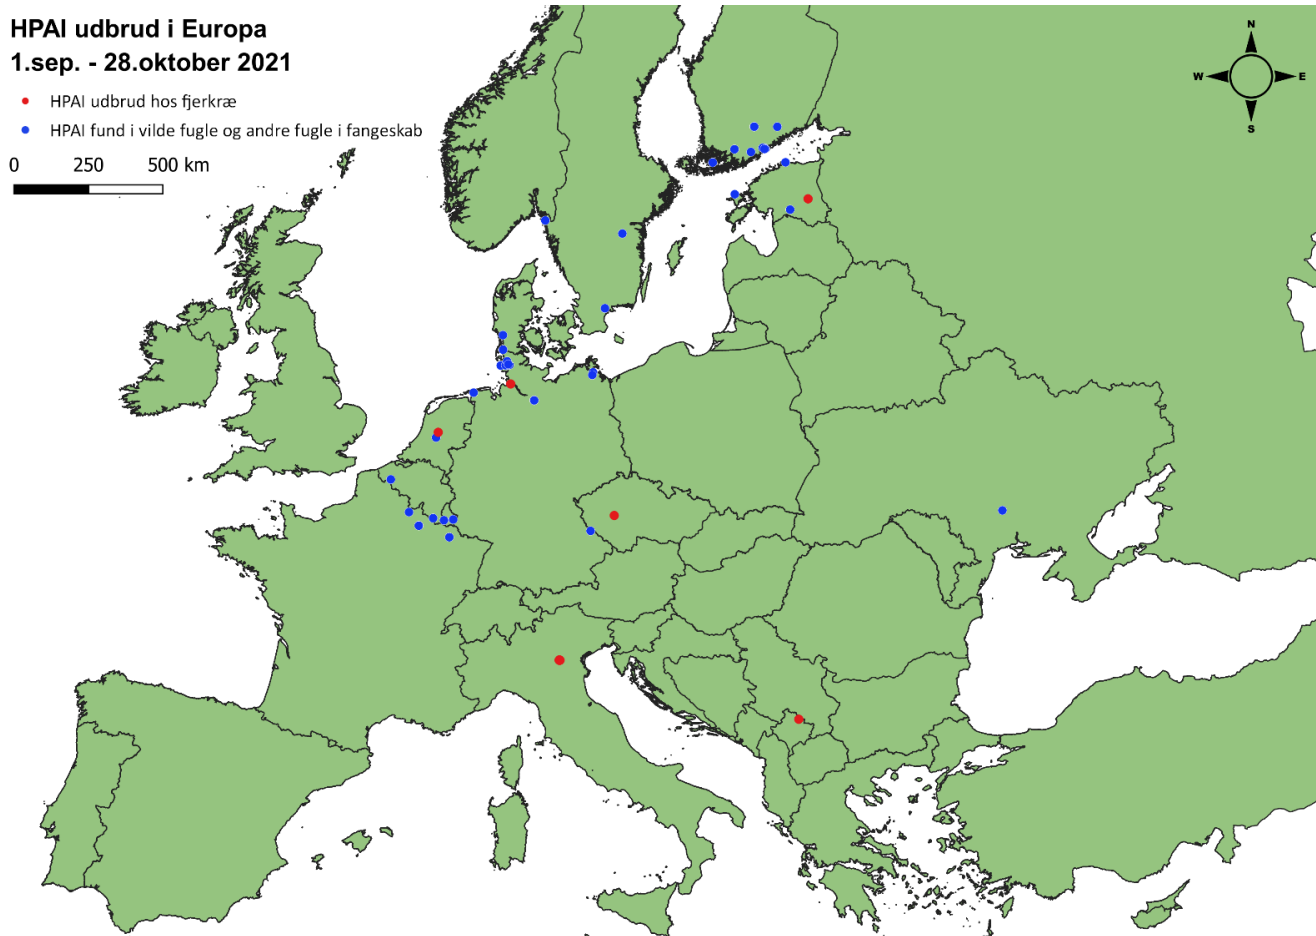 HPAI udbrud i Europa
1.sep. - 28.oktober 2021
HPAI udbrud hos fjerkræ
HPAI fund i vilde fugle og andre fugle i fangeskab
0 250 500 km
N
W E
S